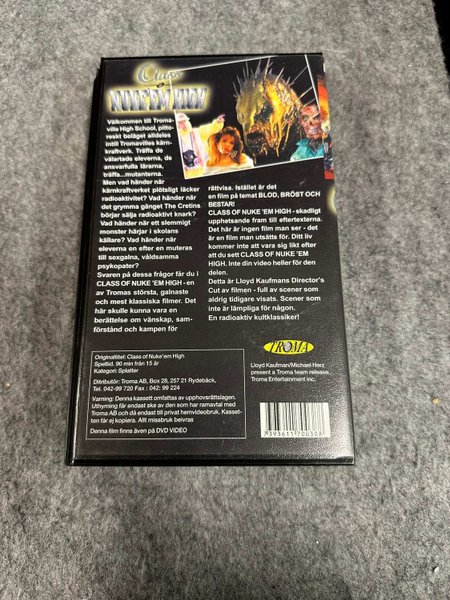 Class
of
NUKE'EM HIGH
Välkommen till Troma-
ville High School, pitto-
reskt beläget alldeles
intill Tromavilles kärn-
kraftverk. Träffa de
välartade eleverna, de
ansvarfulla lärarna,
träffa...mutanterna.
Men vad händer när
kärnkraftverket plötsligt läcker
radioaktivitet? Vad händer när
det grymma gänget The Cretins
börjar sälja radioaktivt knark?
Vad händer när ett slemmigt
monster härjar i skolans
källare? Vad händer när
eleverna en efter en muteras
till sexgalna, våldsamma
psykopater?
Svaren på dessa frågor får du i
CLASS OF NUKE 'EM HIGH - en
av Tromas största, galnaste
och mest klassiska filmer. Det
här skulle kunna vara en
berättelse om vänskap, sam-
förstånd och kampen för
rättvisa. Istället är det
en film på temat BLOD, BRÖST OCH
BESTAR!
CLASS OF NUKE 'EM HIGH - skadligt
upphetsande fram till eftertexterna.
Det här är ingen film man ser - det
är en film man utsätts för. Ditt liv
kommer inte att vara sig likt efter
att du sett CLASS OF NUKE 'EM
HIGH. Inte din video heller för den
delen.
Detta är Lloyd Kaufmans Director's
Cut av filmen - full av scener som
aldrig tidigare visats. Scener som
inte är lämpliga för någon.
En radioaktiv kultklassiker!
TROMA
Lloyd Kaufman/Michael Herz
present a Troma team release,
Troma Entertainment inc.
Originaltitel: Class of Nuke'em High
Speltid. 90 min från 15 år
Kategori: Splatter
Distributör: Troma AB, Box 28, 257 21 Rydebäck,
Tel. 042-99 720 Fax : 042: 99 224
Varning: Denna kassett omfattas av upphovsrättslagen.
Uthyrning får endast ske av den som har ramavtal med
Troma AB och då endast till privat hemvideobruk. Kasset-
ten får ej kopiera. Allt missbruk beivras
Denna film finns även på DVD VIDEO
7393611700328